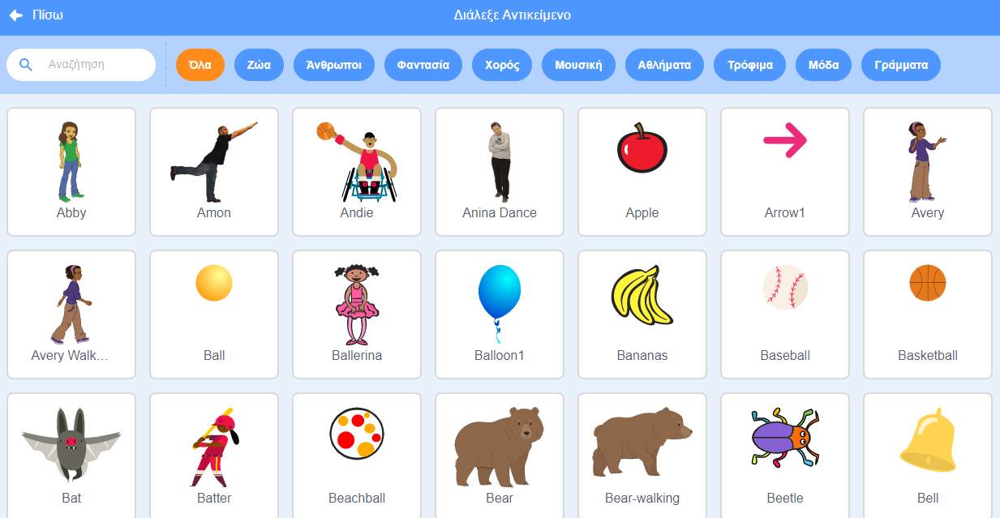 Πίσω
Διάλεξε Αντικείμενο
Αναζήτηση
Όλα
Ζώα
Άνθρωποι
Φαντασία
Χορός
Μουσική
Αθλήματα
Τρόφιμα
Μόδα
Γράμματα
Abby
Amon
Andie
Anina Dance
Apple
Arrow1
Avery
Avery Walk...
Ball
Ballerina
Balloon1
Bananas
Baseball
Basketball
Bat
Batter
Beachball
Bear
Bear-walking
Beetle
Bell